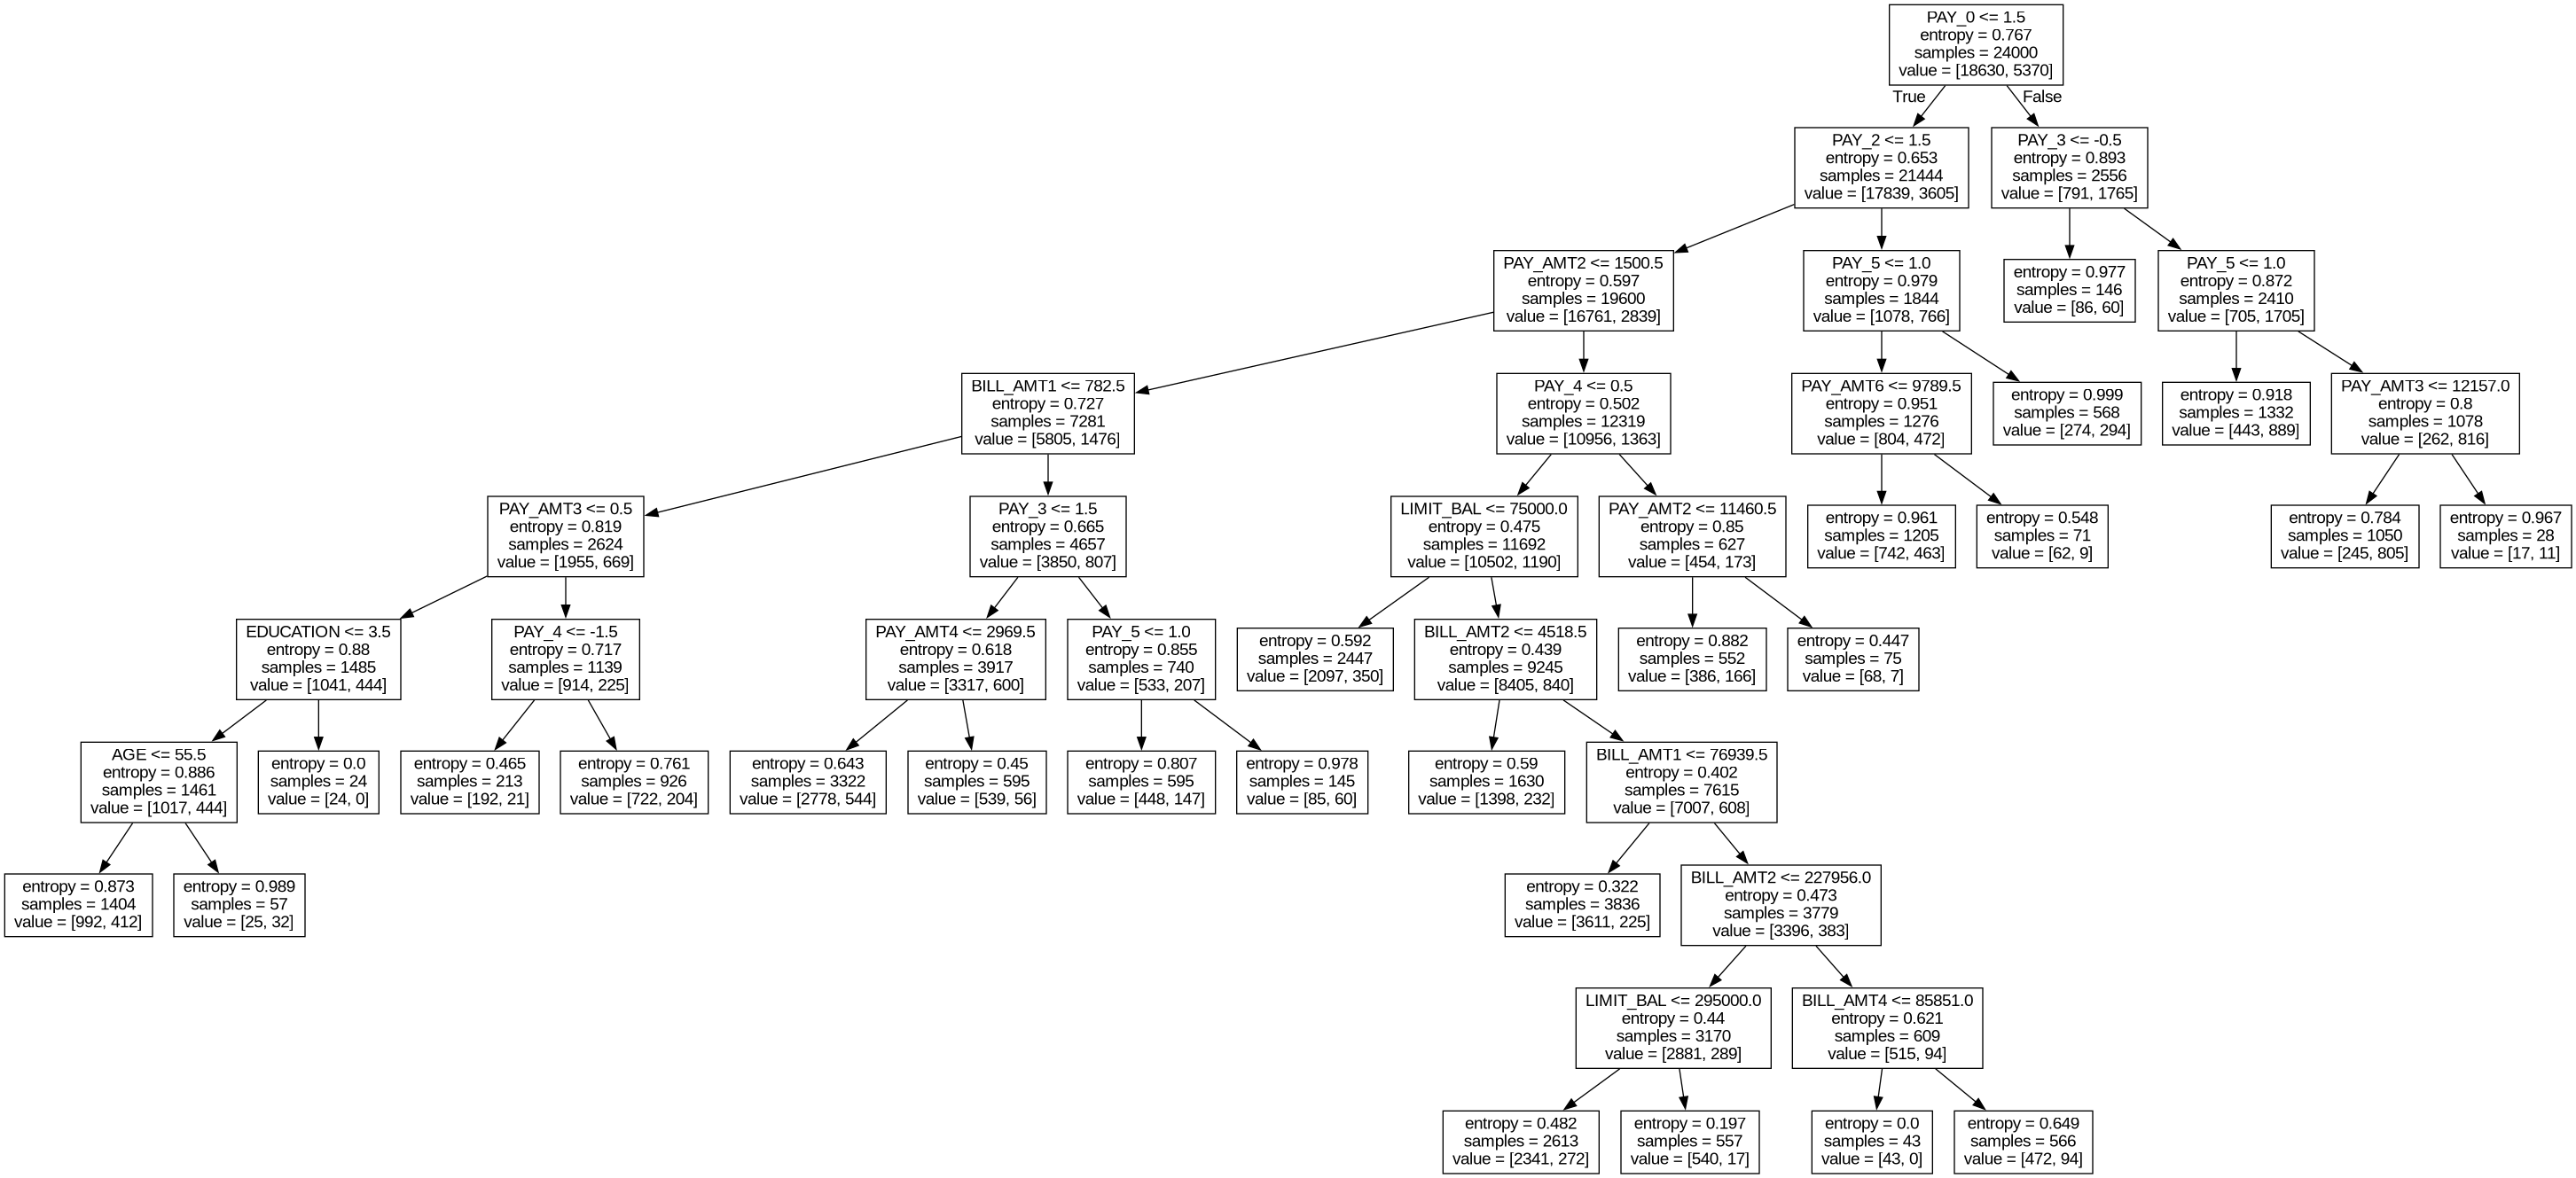 PAY_0 <= 1.5
entropy = 0.767
samples = 24000
value = [18630, 5370]
True
False
PAY_2 <= 1.5
entropy = 0.653
samples = 21444
value = [17839, 3605]
PAY_3 <= -0.5
entropy = 0.893
samples = 2556
value = [791, 1765]
PAY_AMT2 <= 1500.5
entropy = 0.597
samples = 19600
value = [16761, 2839]
PAY_5 <= 1.0
entropy = 0.979
samples = 1844
value = [1078, 766]
entropy = 0.977
samples = 146
value = [86, 60]
PAY_5 <= 1.0
entropy = 0.872
samples = 2410
value = [705, 1705]
BILL_AMT1 <= 782.5
entropy = 0.727
samples = 7281
value = [5805, 1476]
PAY_4 <= 0.5
entropy = 0.502
samples = 12319
value = [10956, 1363]
PAY_AMT6 <= 9789.5
entropy = 0.951
samples = 1276
value = [804, 472]
entropy = 0.999
samples = 568
value = [274, 294]
entropy = 0.918
samples = 1332
value = [443, 889]
PAY_AMT3 <= 12157.0
entropy = 0.8
samples = 1078
value = [262, 816]
PAY_AMT3 <= 0.5
entropy = 0.819
samples = 2624
value = [1955, 669]
PAY_3 <= 1.5
entropy = 0.665
samples = 4657
value = [3850, 807]
LIMIT_BAL <= 75000.0
entropy = 0.475
samples = 11692
value = [10502, 1190]
PAY_AMT2 <= 11460.5
entropy = 0.85
samples = 627
value = [454, 173]
entropy = 0.961
samples = 1205
value = [742, 463]
entropy = 0.548
samples = 71
value = [62, 9]
entropy = 0.784
samples = 1050
value = [245, 805]
entropy = 0.967
samples = 28
value = [17, 11]
EDUCATION <= 3.5
entropy = 0.88
samples = 1485
value = [1041, 444]
PAY_4 <= -1.5
entropy = 0.717
samples = 1139
value = [914, 225]
PAY_AMT4 <= 2969.5
entropy = 0.618
samples = 3917
value = [3317, 600]
PAY_5 <= 1.0
entropy = 0.855
samples = 740
value = [533, 207]
entropy = 0.592
samples = 2447
value = [2097, 350]
BILL_AMT2 <= 4518.5
entropy = 0.439
samples = 9245
value = [8405, 840]
entropy = 0.882
samples = 552
value = [386, 166]
entropy = 0.447
samples = 75
value = [68, 7]
AGE <= 55.5
entropy = 0.886
samples = 1461
value = [1017, 444]
entropy = 0.0
samples = 24
value = [24, 0]
entropy = 0.465
samples = 213
value = [192, 21]
entropy = 0.761
samples = 926
value = [722, 204]
entropy = 0.643
samples = 3322
value = [2778, 544]
entropy = 0.45
samples = 595
value = [539, 56]
entropy = 0.807
samples = 595
value = [448, 147]
entropy = 0.978
samples = 145
value = [85, 60]
entropy = 0.59
samples = 1630
value = [1398, 232]
BILL_AMT1 <= 76939.5
entropy = 0.402
samples = 7615
value = [7007, 608]
entropy = 0.873
samples = 1404
value = [992, 412]
entropy = 0.989
samples = 57
value = [25, 32]
entropy = 0.322
samples = 3836
value = [3611, 225]
BILL_AMT2 <= 227956.0
entropy = 0.473
samples = 3779
value = [3396, 383]
LIMIT_BAL <= 295000.0
entropy = 0.44
samples = 3170
value = [2881, 289]
BILL_AMT4 <= 85851.0
entropy = 0.621
samples = 609
value = [515, 94]
entropy = 0.482
samples = 2613
value = [2341, 272]
entropy = 0.197
samples = 557
value = [540, 17]
entropy = 0.0
samples = 43
value = [43, 0]
entropy = 0.649
samples = 566
value = [472, 94]